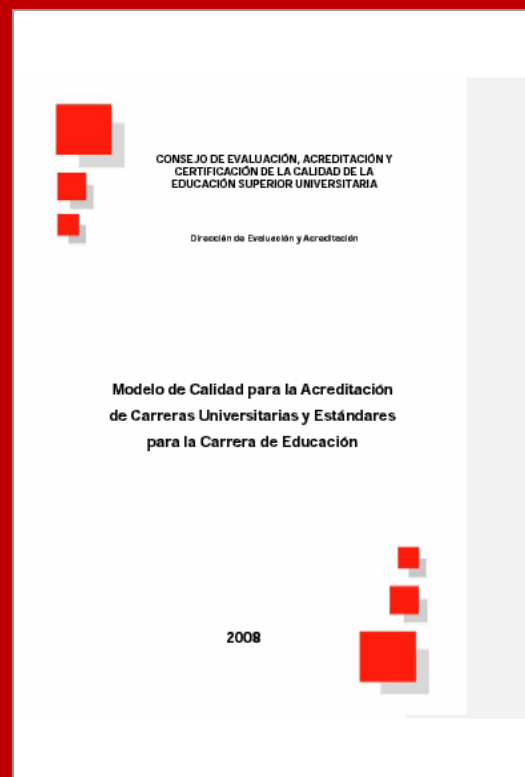 CONSEJO DE EVALUACIÓN, ACREDITACIÓN Y
CERTIFICACIÓN DE LA CALIDAD DE LA
EDUCACIÓN SUPERIOR UNIVERSITARIA
Dirección de Evaluación y Acreditación
Modelo de Calidad para la Acreditación
de Carreras Universitarias y Estándares
para la Carrera de Educación
2008